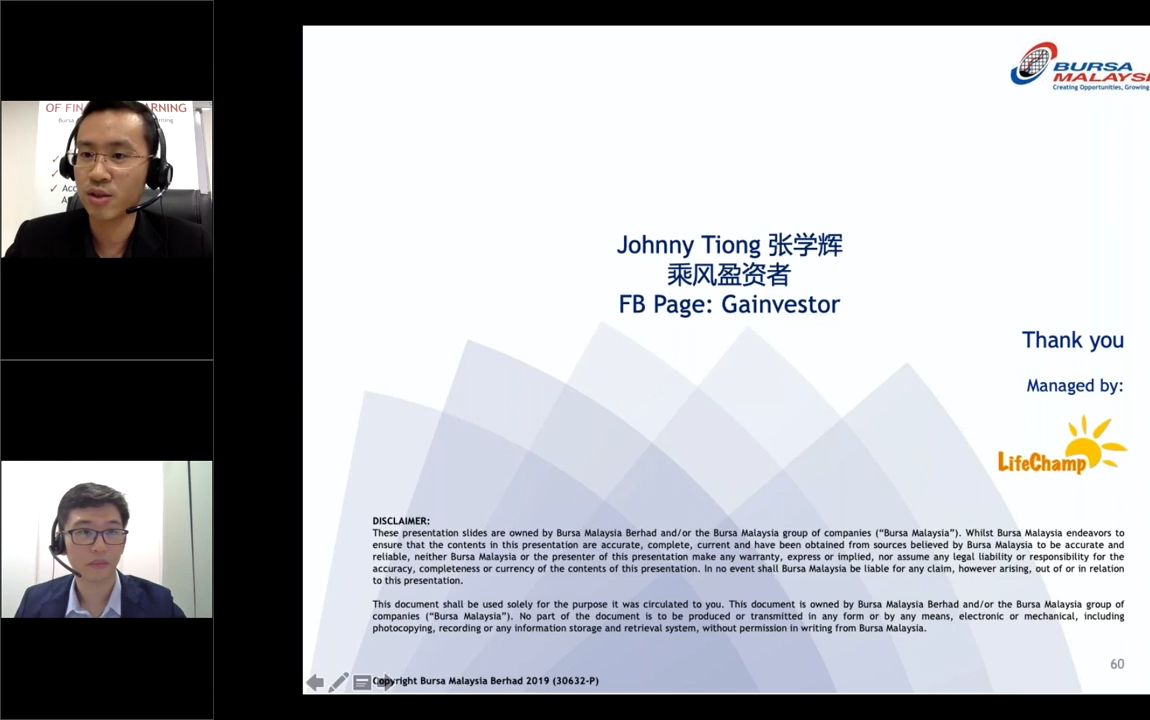 OF FIN ARNING
BURSA
MALAYSI
Creating Opportunities, Growing
Johnny Tiong 张学辉
乘风盈资者
FB Page: Gainvestor
Thank you
Managed by:
LifeChamp
DISCLAIMER:
These presentation slides are owned by Bursa Malaysia Berhad and/or the Bursa Malaysia group of companies (“Bursa Malaysia”). Whilst Bursa Malaysia endeavors to
ensure that the contents in this presentation are accurate, complete, current and have been obtained from sources believed by Bursa Malaysia to be accurate and
reliable, neither Bursa Malaysia or the presenter of this presentation make any warranty, express or implied, nor assume any legal liability or responsibility for the
accuracy, completeness or currency of the contents of this presentation. In no event shall Bursa Malaysia be liable for any claim, however arising, out of or in relation
to this presentation.
This document shall be used solely for the purpose it was circulated to you. This document is owned by Bursa Malaysia Berhad and/or the Bursa Malaysia group of
companies (“Bursa Malaysia”). No part of the document is to be produced or transmitted in any form or by any means, electronic or mechanical, including
photocopying, recording or any information storage and retrieval system, without permission in writing from Bursa Malaysia.
60
Copyright Bursa Malaysia Berhad 2019 (30632-P)